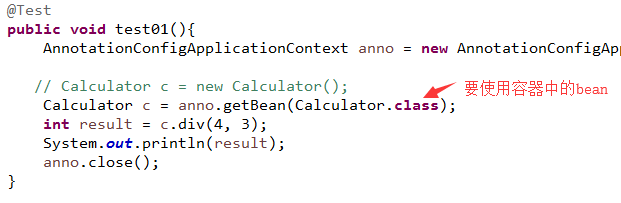 @Test
public void test01(){
AnnotationConfigApplicationContext anno = new AnnotationConfigApp
// Calculator c = new Calculator();
Calculator c = anno.getBean(Calculator.class); 要使用容器中的bean
int result = c.div(4, 3);
System.out.println(result);
anno.close();
}